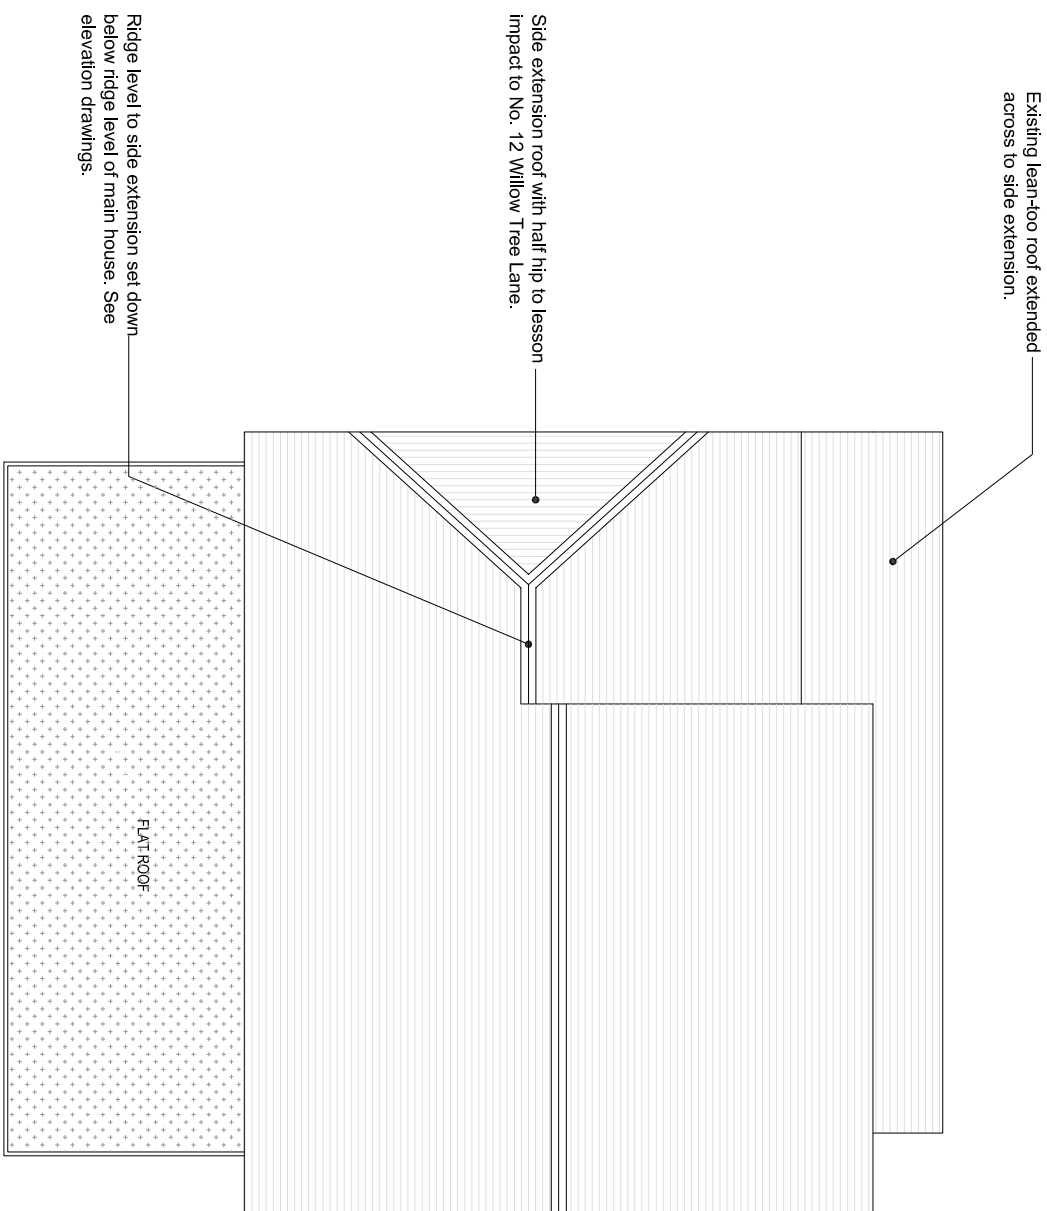 Existing lean-too roof extended
across to side extension.
Side extension roof with half hip to lesson
impact to No. 12 Willow Tree Lane.
Ridge level to side extension set down
below ridge level of main house. See
elevation drawings.
FLAT ROOF